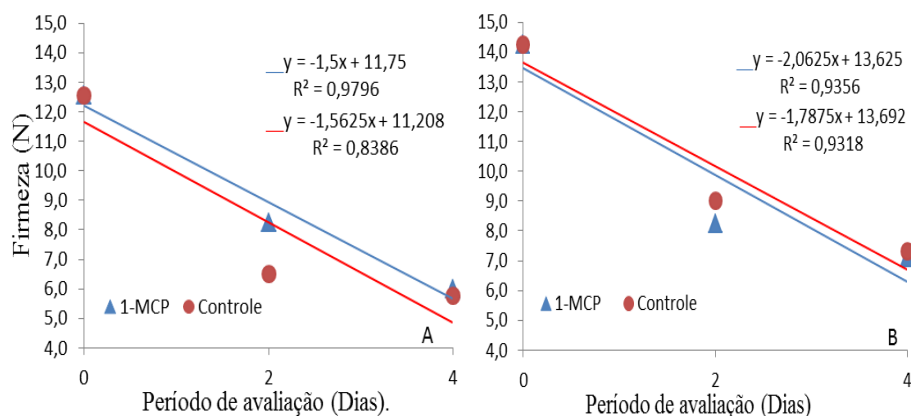 Firmeza (N)
15,0
14,0
13,0
12,0
11,0
10,0
9,0
8,0
7,0
6,0
5,0
4,0
y = -1,5x + 11,75
R² = 0,9796
y = -1,5625x + 11,208
R² = 0,8386
1-MCP Controle
A
0 2 4
Período de avaliação (Dias).
15,0
14,0
13,0
12,0
11,0
10,0
9,0
8,0
7,0
6,0
5,0
4,0
y = -2,0625x + 13,625
R² = 0,9356
y = -1,7875x + 13,692
R² = 0,9318
1-MCP Controle
B
0 2 4
Período de avaliação (Dias)